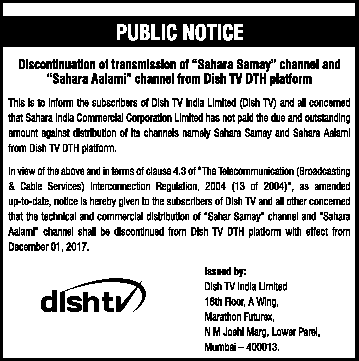 PUBLIC NOTICE
Discontinuation of transmission of “Sahara Samay” channel and
“Sahara Aalami” channel from Dish TV DTH platform
This is to inform the subscribers of Dish TV India Limited (Dish TV) and all concerned
that Sahara India Commercial Corporation Limited has not paid the due and outstanding
amount against distribution of its channels namely Sahara Samay and Sahara Aalami
from Dish TV DTH platform.
In view of the above and in terms of clause 4.3 of “The Telecommunication (Broadcasting
& Cable Services) Interconnection Regulation, 2004 (13 of 2004)”, as amended
up-to-date, notice is hereby given to the subscribers of Dish TV and all other concerned
that the technical and commercial distribution of “Sahar Samay” channel and “Sahara
Aalami” channel shall be discontinued from Dish TV DTH platform with effect from
December 01, 2017.
Issued by:
Dish TV India Limited
16th Floor, A Wing,
Marathon Futurex,
N M Joshi Marg, Lower Parel,
Mumbai – 400013.
dishtv